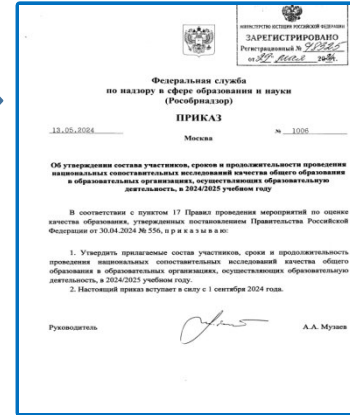 МИНИСТЕРСТВО ЮСТИЦИИ РОССИЙСКОЙ ФЕДЕРАЦИИ
ЗАРЕГИСТРИРОВАНО
Регистрационный № 78925
от
Федеральная служба
по надзору в сфере образования и науки
(Рособрнадзор)
ПРИКАЗ
13.05.2024 № 1006
Москва
Об утверждении состава участников, сроков и продолжительности проведения
национальных сопоставительных исследований качества общего образования
в образовательных организациях, осуществляющих образовательную
деятельность, в 2024/2025 учебном году
В соответствии с пунктом 17 Правил проведения мероприятий по оценке
качества образования, утвержденных постановлением Правительства Российской
Федерации от 30.04.2024 № 556, п р и к а з ы в а ю:
1. Утвердить прилагаемые состав участников, сроки и продолжительность
проведения национальных сопоставительных исследований качества общего
образования в образовательных организациях, осуществляющих образовательную
деятельность, в 2024/2025 учебном году.
2. Настоящий приказ вступает в силу с 1 сентября 2024 года.
Руководитель А.А. Музаев